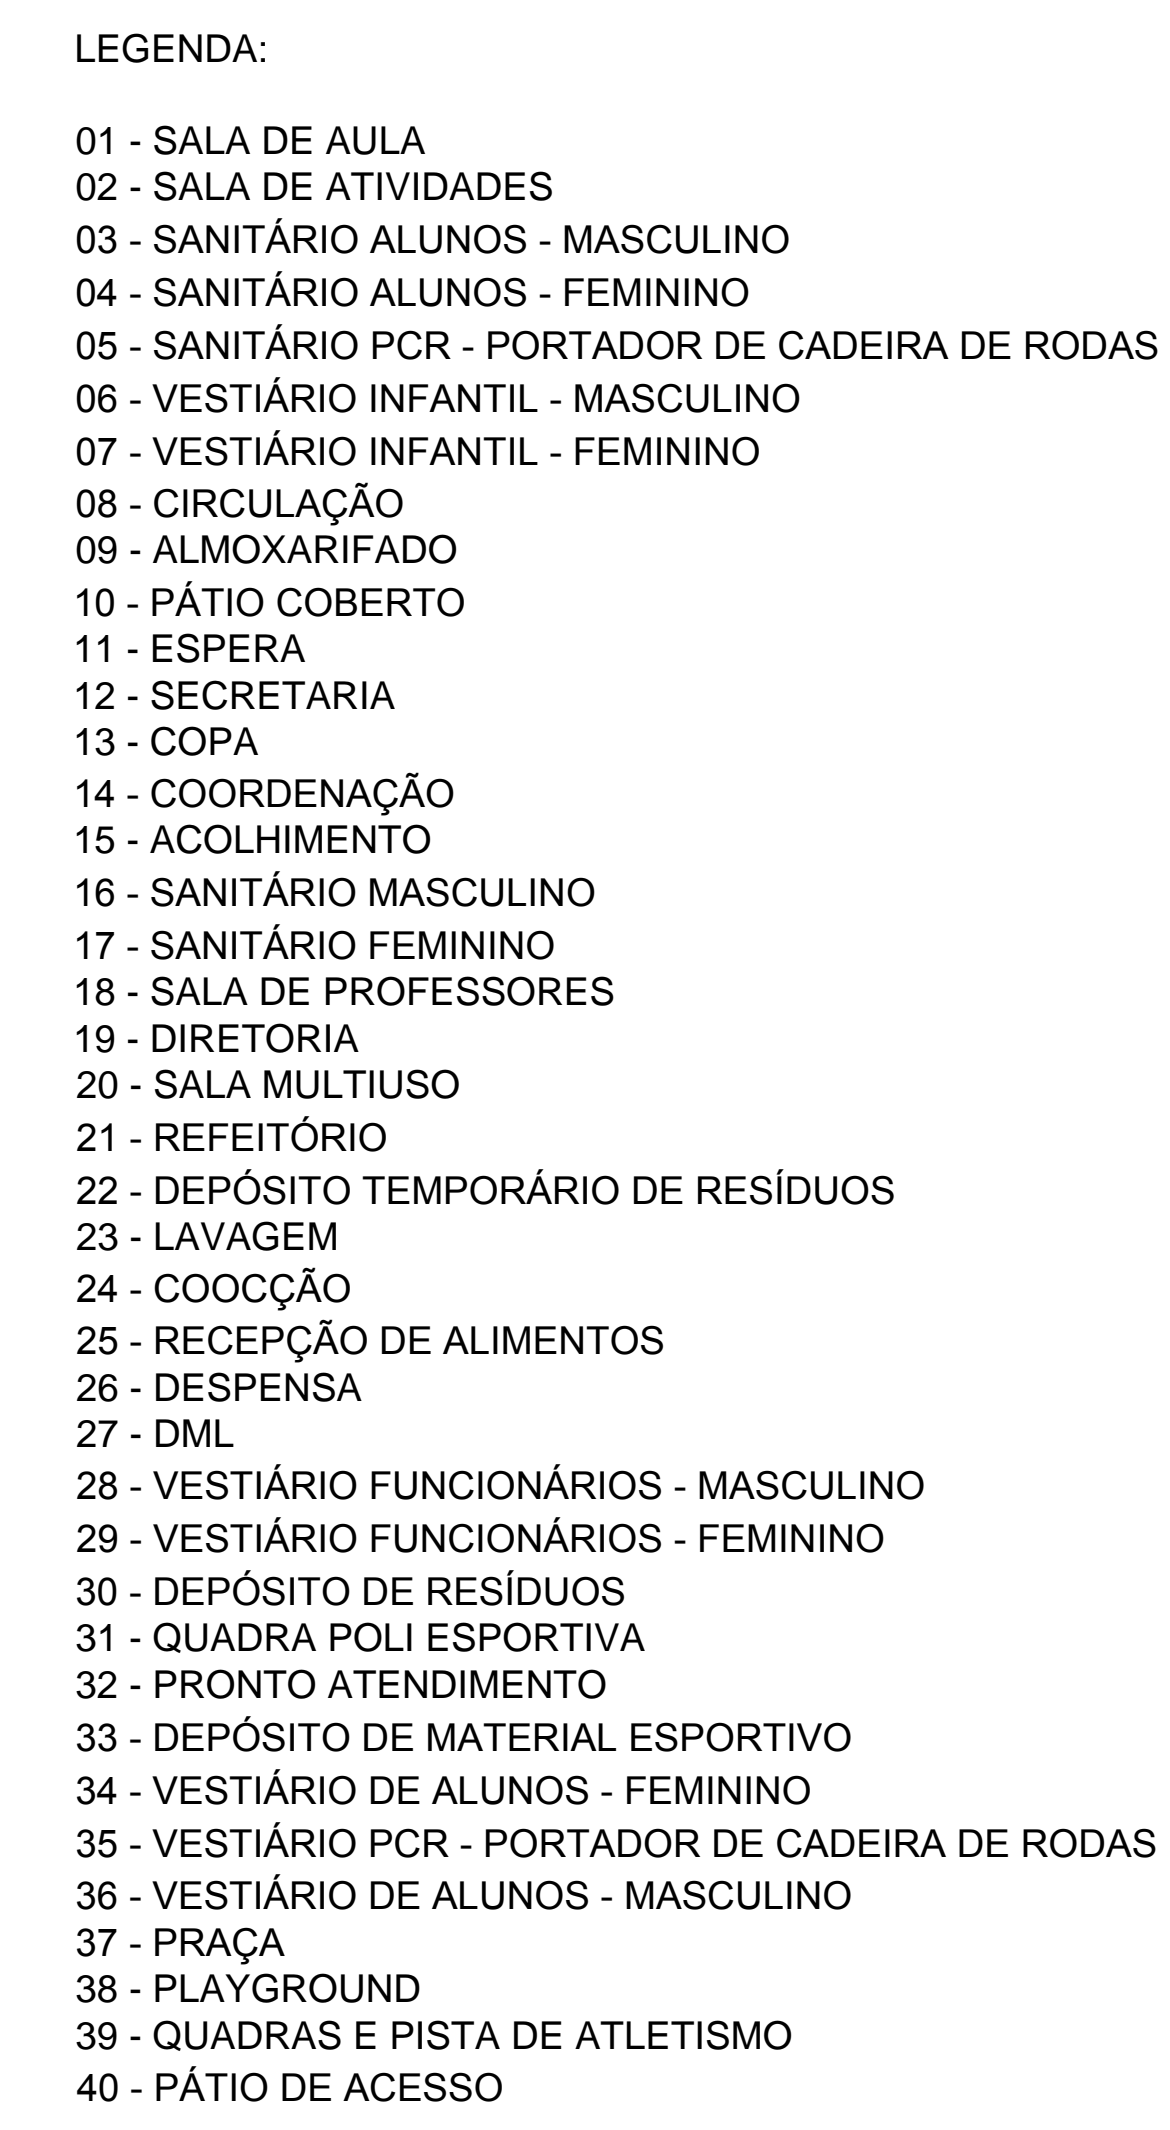 LEGENDA:
01 - SALA DE AULA
02 - SALA DE ATIVIDADES
03 - SANITÁRIO ALUNOS - MASCULINO
04 - SANITÁRIO ALUNOS - FEMININO
05 - SANITÁRIO PCR - PORTADOR DE CADEIRA DE RODAS
06 - VESTIÁRIO INFANTIL - MASCULINO
07 - VESTIÁRIO INFANTIL - FEMININO
08 - CIRCULAÇÃO
09 - ALMOXARIFADO
10 - PÁTIO COBERTO
11 - ESPERA
12 - SECRETARIA
13 - COPA
14 - COORDENAÇÃO
15 - ACOLHIMENTO
16 - SANITÁRIO MASCULINO
17 - SANITÁRIO FEMININO
18 - SALA DE PROFESSORES
19 - DIRETORIA
20 - SALA MULTIUSO
21 - REFEITÓRIO
22 - DEPÓSITO TEMPORÁRIO DE RESÍDUOS
23 - LAVAGEM
24 - COOCÇÃO
25 - RECEPÇÃO DE ALIMENTOS
26 - DESPENSA
27 - DML
28 - VESTIÁRIO FUNCIONÁRIOS - MASCULINO
29 - VESTIÁRIO FUNCIONÁRIOS - FEMININO
30 - DEPÓSITO DE RESÍDUOS
31 - QUADRA POLI ESPORTIVA
32 - PRONTO ATENDIMENTO
33 - DEPÓSITO DE MATERIAL ESPORTIVO
34 - VESTIÁRIO DE ALUNOS - FEMININO
35 - VESTIÁRIO PCR - PORTADOR DE CADEIRA DE RODAS
36 - VESTIÁRIO DE ALUNOS - MASCULINO
37 - PRAÇA
38 - PLAYGROUND
39 - QUADRAS E PISTA DE ATLETISMO
40 - PÁTIO DE ACESSO